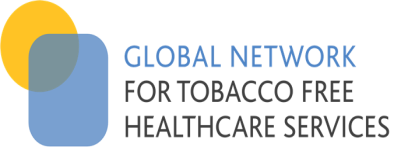 GLOBAL NETWORK
FOR TOBACCO FREE
HEALTHCARE SERVICES